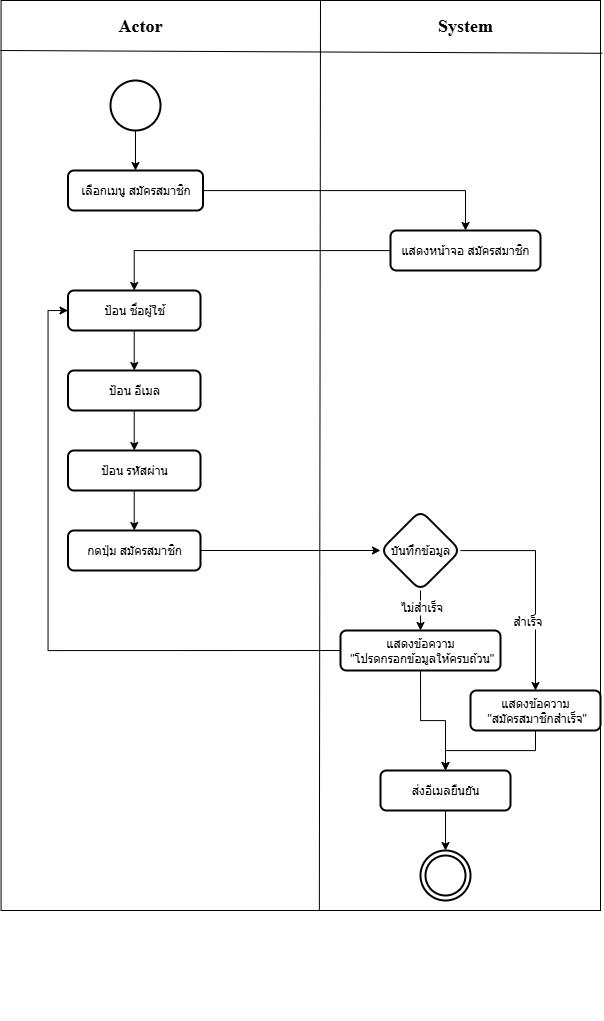 Actor
System
เลือกเมนู สมัครสมาชิก
แสดงหน้าจอ สมัครสมาชิก
ป้อน ชื่อผู้ใช้
ป้อน อีเมล
ป้อน รหัสผ่าน
กดปุ่ม สมัครสมาชิก
บันทึกข้อมูล
ไม่สำเร็จ
สำเร็จ
แสดงข้อความ
"โปรดกรอกข้อมูลให้ครบถ้วน"
แสดงข้อความ
"สมัครสมาชิกสำเร็จ"
ส่งอีเมลยืนยัน